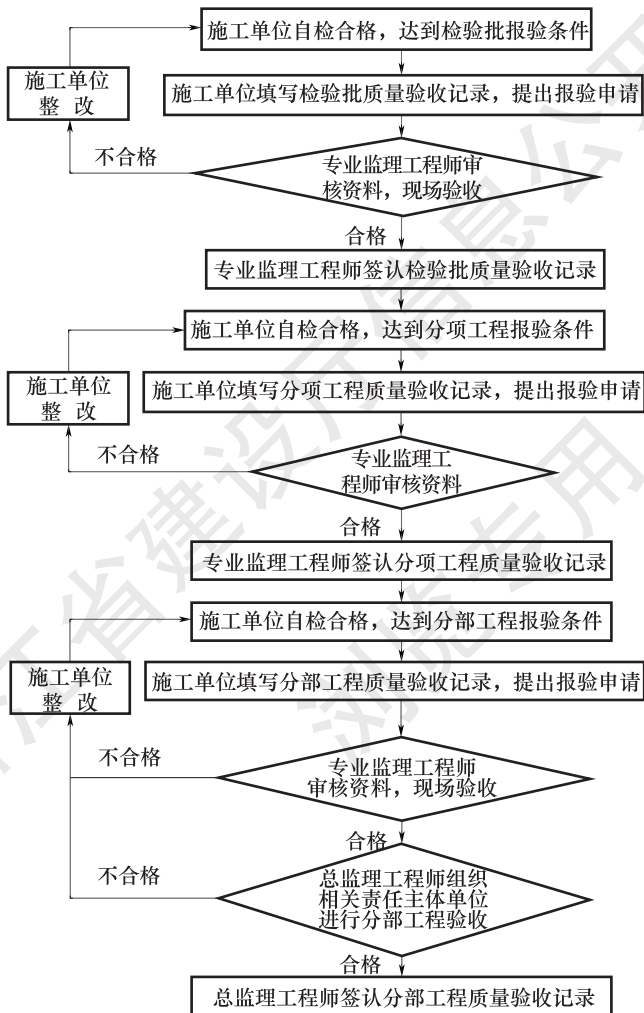 施工单位自检合格，达到检验批报验条件
施工单位
整 改
施工单位填写检验批质量验收记录，提出报验申请
不合格
专业监理工程师审
核资料，现场验收
合格
专业监理工程师签认检验批质量验收记录
施工单位自检合格，达到分项工程报验条件
施工单位
整 改
施工单位填写分项工程质量验收记录，提出报验申请
不合格
专业监理工
程师审核资料
合格
专业监理工程师签认分项工程质量验收记录
施工单位自检合格，达到分部工程报验条件
施工单位
整 改
施工单位填写分部工程质量验收记录，提出报验申请
不合格
专业监理工程师
审核资料，现场验收
合格
不合格
总监理工程师组织
相关责任主体单位
进行分部工程验收
合格
总监理工程师签认分部工程质量验收记录
江省建设厅信息公开
浏览专用